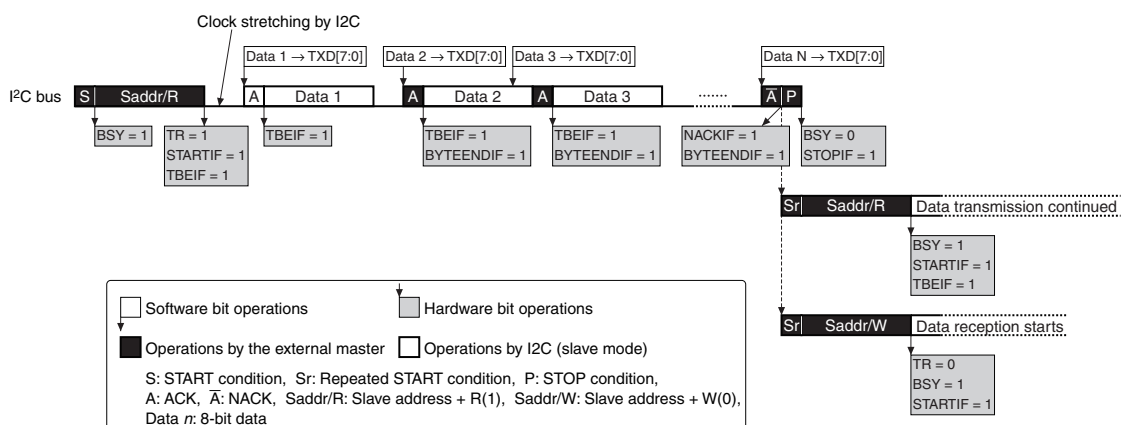 Clock stretching by I2C
Data 1 → TXD[7:0] Data 2 → TXD[7:0] Data 3 → TXD[7:0] Data N → TXD[7:0]
I²C bus S Saddr/R A Data 1 A Data 2 A Data 3 ······· A̅ P
BSY = 1 TR = 1 TBEIF = 1 TBEIF = 1 TBEIF = 1 NACKIF = 1 BSY = 0
STARTIF = 1 BYTEENDIF = 1 BYTEENDIF = 1 BYTEENDIF = 1 STOPIF = 1
TBEIF = 1
Sr Saddr/R Data transmission continued
BSY = 1
STARTIF = 1
TBEIF = 1
Software bit operations Hardware bit operations
Sr Saddr/W Data reception starts
Operations by the external master Operations by I2C (slave mode)
TR = 0
BSY = 1
STARTIF = 1
S: START condition, Sr: Repeated START condition, P: STOP condition,
A: ACK, A̅: NACK, Saddr/R: Slave address + R(1), Saddr/W: Slave address + W(0),
Data n: 8-bit data